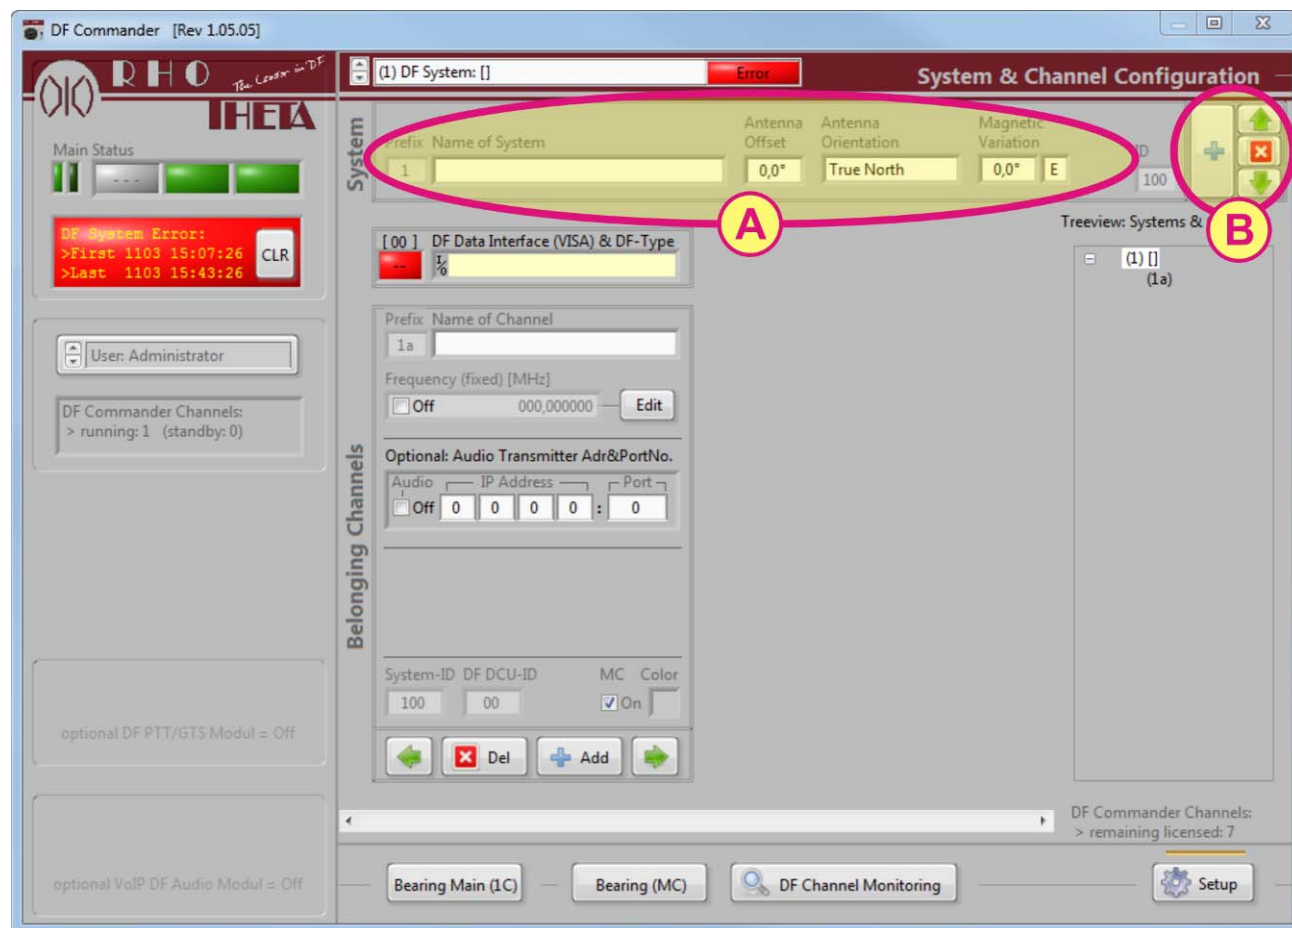 DF Commander [Rev 1.05.05]
RHO The Leader in DF
THETA
Main Status
- - -
DF System Error:
>First 1103 15:07:26
>Last 1103 15:43:26
CLR
User: Administrator
DF Commander Channels:
> running: 1 (standby: 0)
optional DF PTT/GTS Modul = Off
optional VoIP DF Audio Modul = Off
(1) DF System: [] Error System & Channel Configuration
System
Prefix Name of System Antenna Offset Antenna Orientation Magnetic Variation ID
1 0,0° True North 0,0° E 100
A
B
[ 00 ] DF Data Interface (VISA) & DF-Type
-- I/O
Belonging Channels
Prefix Name of Channel
1a
Frequency (fixed) [MHz]
Off 000,000000 Edit
Optional: Audio Transmitter Adr&PortNo.
Audio IP Address Port
Off 0 0 0 0 : 0
System-ID DF DCU-ID MC Color
100 00 On
Del Add
Treeview: Systems &
(1) []
(1a)
DF Commander Channels:
> remaining licensed: 7
Bearing Main (1C) Bearing (MC) DF Channel Monitoring Setup